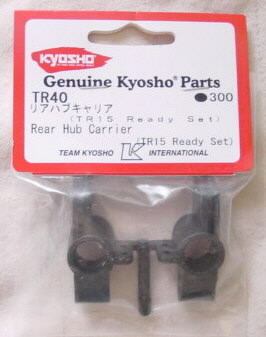 KYOSHO
Genuine Kyosho® Parts
TR40 ●300
リアハブキャリア
(TR15 Ready Set)
Rear Hub Carrier
(TR15 Ready Set)
TEAM KYOSHO K INTERNATIONAL